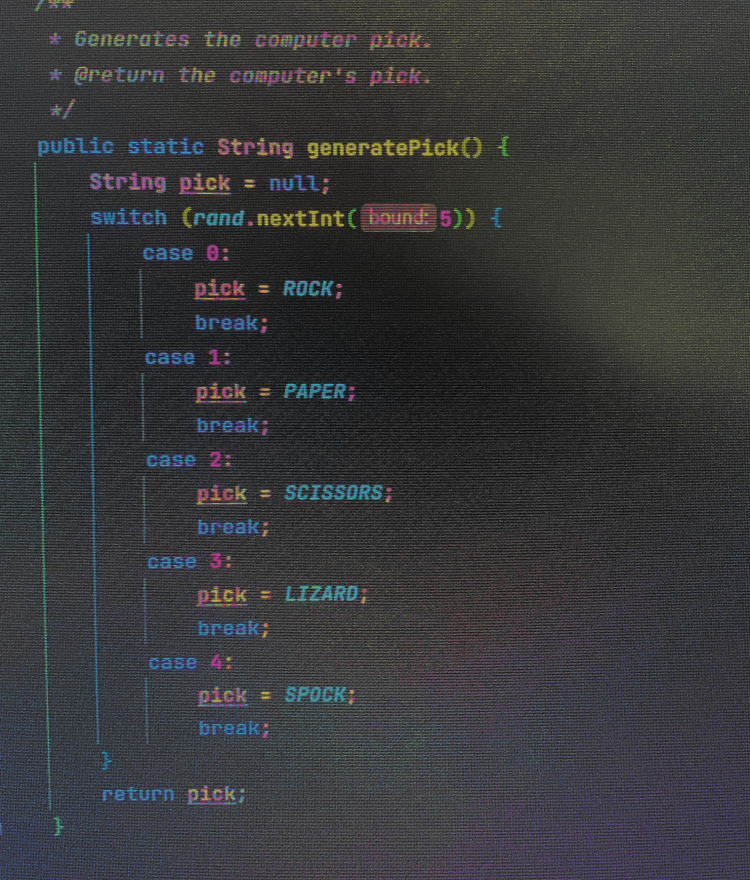 /**
* Generates the computer pick.
* @return the computer's pick.
*/
public static String generatePick() {
String pick = null;
switch (rand.nextInt( bound: 5)) {
case 0:
pick = ROCK;
break;
case 1:
pick = PAPER;
break;
case 2:
pick = SCISSORS;
break;
case 3:
pick = LIZARD;
break;
case 4:
pick = SPOCK;
break;
}
return pick;
}